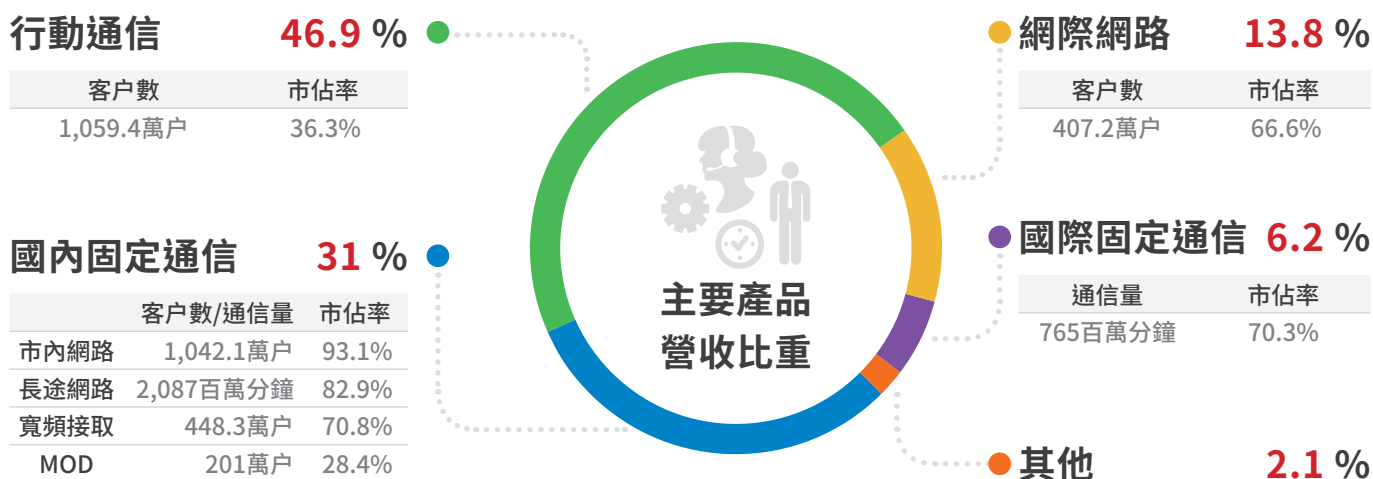 行動通信 46.9 %
客户數 市佔率
1,059.4萬户 36.3%
國內固定通信 31 %
客户數/通信量 市佔率
市內網路 1,042.1萬户 93.1%
長途網路 2,087百萬分鐘 82.9%
寬頻接取 448.3萬户 70.8%
MOD 201萬户 28.4%
主要產品
營收比重
網際網路 13.8 %
客户數 市佔率
407.2萬户 66.6%
國際固定通信 6.2 %
通信量 市佔率
765百萬分鐘 70.3%
其他 2.1 %